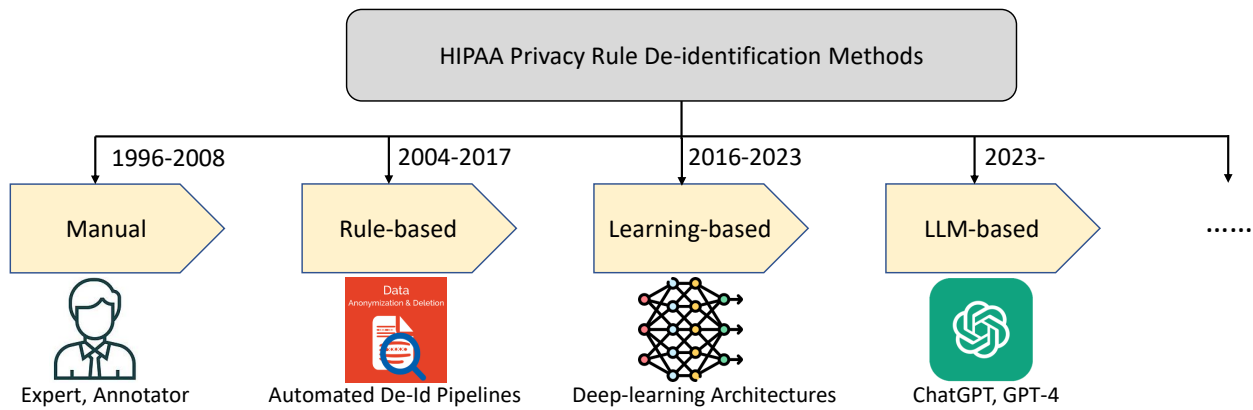 HIPAA Privacy Rule De-identification Methods
1996-2008
2004-2017
2016-2023
2023-
Manual
Rule-based
Learning-based
LLM-based
......
Data
Anonymization & Deletion
Expert, Annotator
Automated De-Id Pipelines
Deep-learning Architectures
ChatGPT, GPT-4